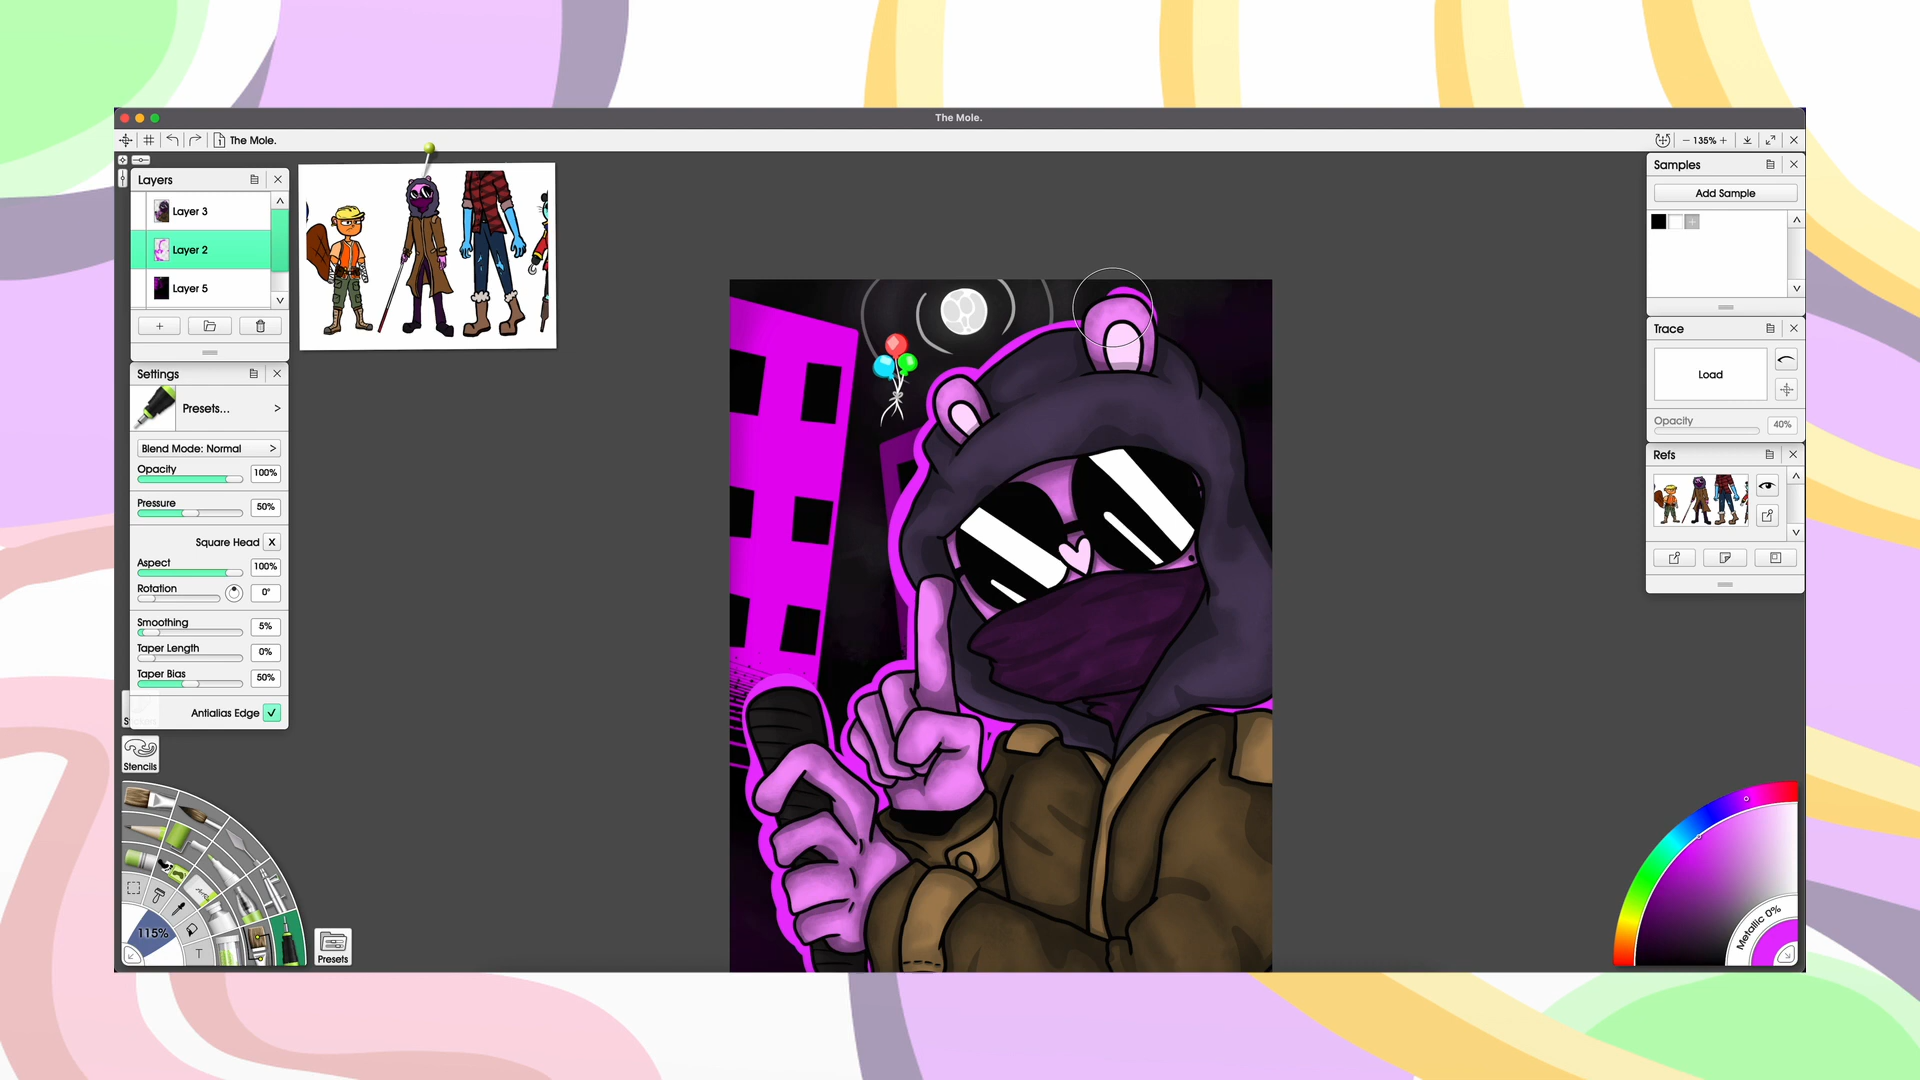 The Mole.
The Mole.
135%
Layers
Layer 3
Layer 2
Layer 5
Settings
Presets...
Blend Mode: Normal
Opacity
100%
Pressure
50%
Square Head X
Aspect
100%
Rotation
0°
Smoothing
5%
Taper Length
0%
Taper Bias
50%
Antialias Edge
Stencils
115%
T
Presets
Samples
Add Sample
Trace
Load
Opacity
40%
Refs
Metallic 0%